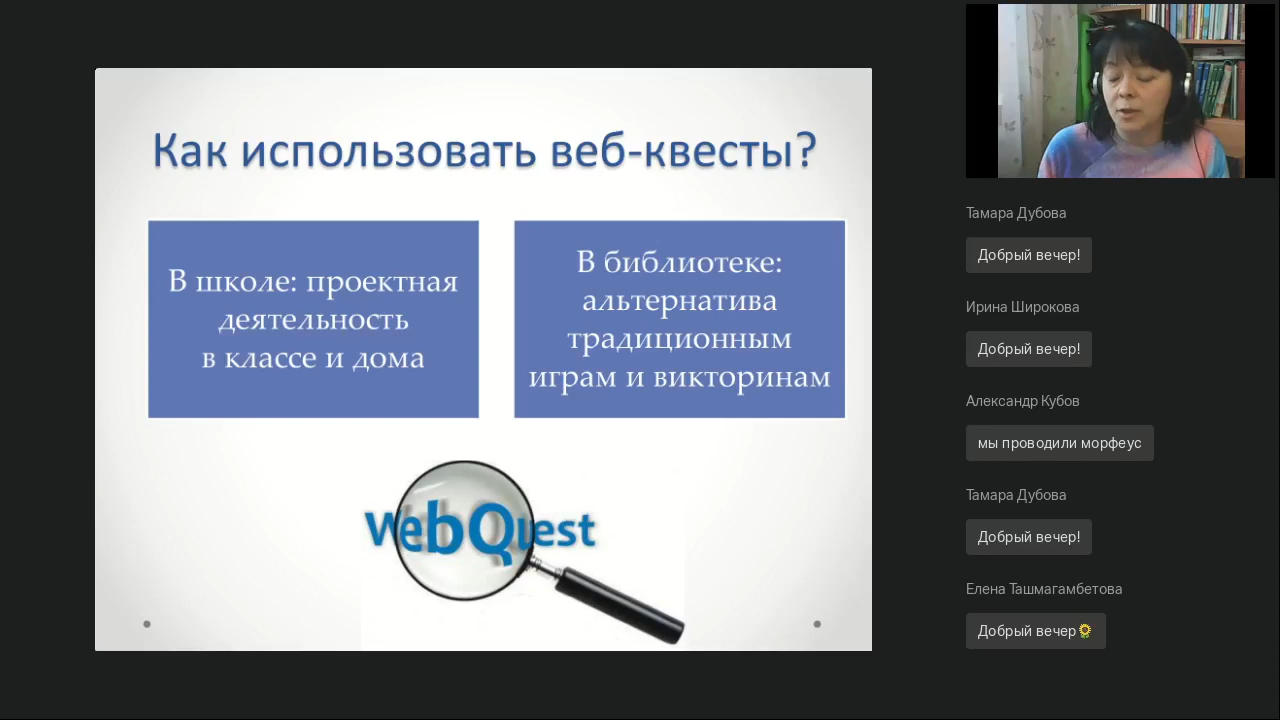 Как использовать веб-квесты?
В школе: проектная
деятельность
в классе и дома
В библиотеке:
альтернатива
традиционным
играм и викторинам
WebQuest
Тамара Дубова
Добрый вечер!
Ирина Широкова
Добрый вечер!
Александр Кубов
мы проводили морфеус
Тамара Дубова
Добрый вечер!
Елена Ташмагамбетова
Добрый вечер🌻